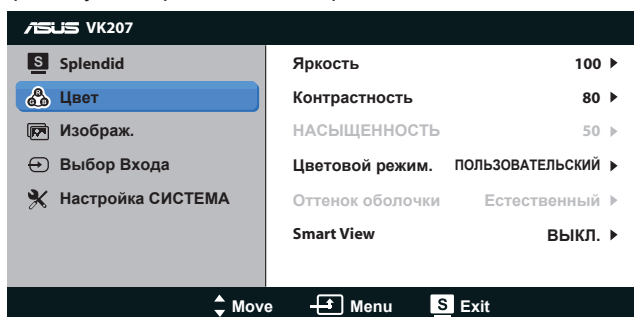 ASUS VK207
S Splendid
Цвет
Изображ.
Выбор Входа
Настройка СИСТЕМА
Яркость 100
Контрастность 80
НАСЫЩЕННОСТЬ 50
Цветовой режим. ПОЛЬЗОВАТЕЛЬСКИЙ
Оттенок оболочки Естественный
Smart View ВЫКЛ.
Move Menu S Exit